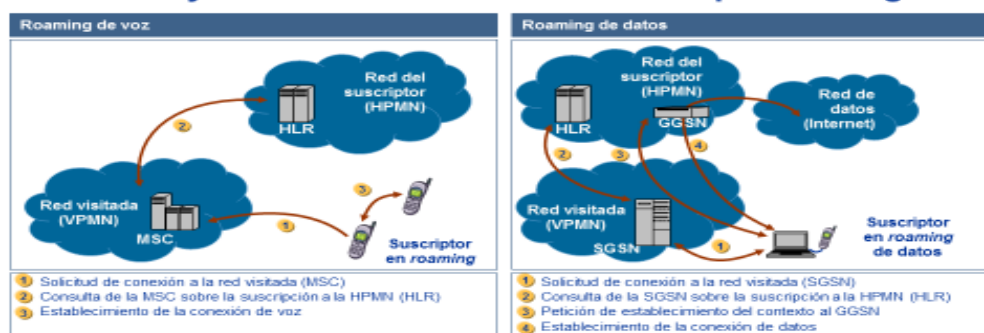 Roaming de voz
Red del
suscriptor
(HPMN)
HLR
2
Red visitada
(VPMN)
MSC
3
1
Suscriptor
en roaming
1 Solicitud de conexión a la red visitada (MSC)
2 Consulta de la MSC sobre la suscripción a la HPMN (HLR)
3 Establecimiento de la conexión de voz
Roaming de datos
Red del
suscriptor
(HPMN)
HLR
GGSN
Red de
datos
(Internet)
2
3
4
Red visitada
(VPMN)
SGSN
1
Suscriptor
en roaming
de datos
1 Solicitud de conexión a la red visitada (SGSN)
2 Consulta de la SGSN sobre la suscripción a la HPMN (HLR)
3 Petición de establecimiento del contexto al GGSN
4 Establecimiento de la conexión de datos